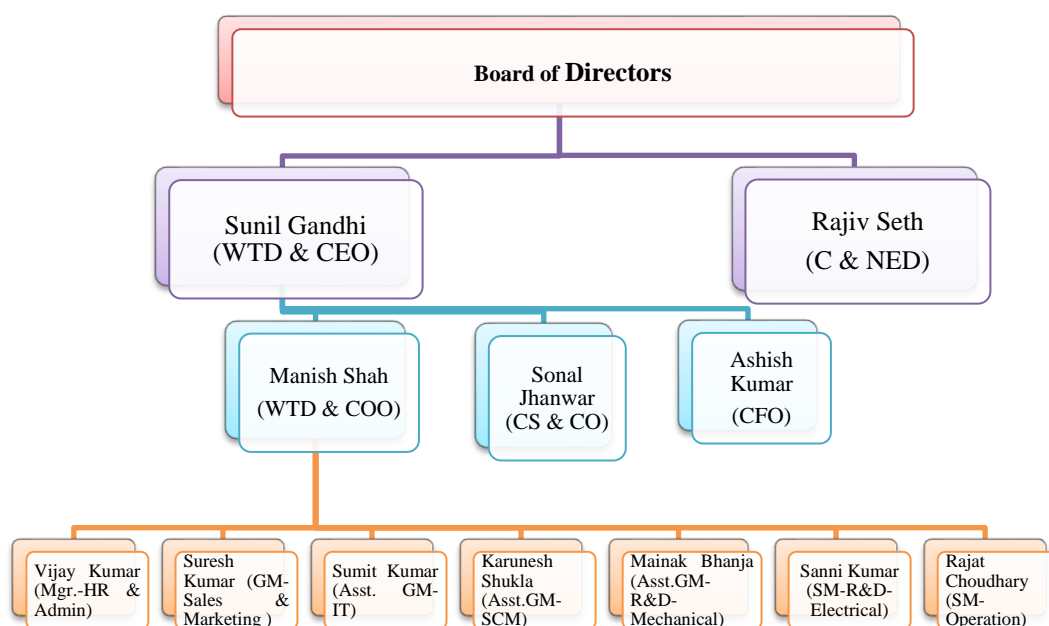 Board of Directors
Sunil Gandhi
(WTD & CEO)
Rajiv Seth
(C & NED)
Manish Shah
(WTD & COO)
Sonal
Jhanwar
(CS & CO)
Ashish
Kumar
(CFO)
Vijay Kumar
(Mgr.-HR &
Admin)
Suresh
Kumar (GM-
Sales &
Marketing )
Sumit Kumar
(Asst. GM-
IT)
Karunesh
Shukla
(Asst.GM-
SCM)
Mainak Bhanja
(Asst.GM-
R&D-
Mechanical)
Sanni Kumar
(SM-R&D-
Electrical)
Rajat
Choudhary
(SM-
Operation)